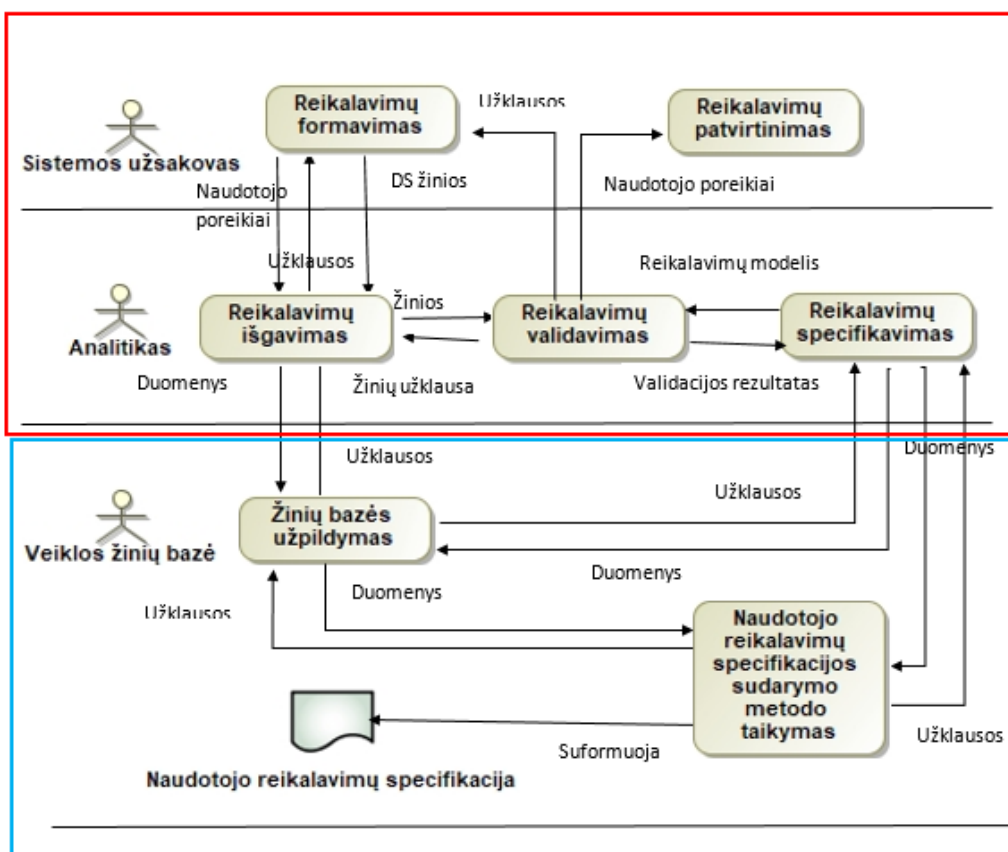 Reikalavimų
formavimas
Užklausos
Reikalavimų
patvirtinimas
Sistemos užsakovas
Naudotojo
poreikiai
DS žinios
Naudotojo poreikiai
Užklausos
Reikalavimų modelis
Analitikas
Reikalavimų
išgavimas
Žinios
Reikalavimų
validavimas
Reikalavimų
specifikavimas
Duomenys
Žinių užklausa
Validacijos rezultatas
Užklausos
Duomenys
Užklausos
Veiklos žinių bazė
Žinių bazės
užpildymas
Duomenys
Užklausos
Duomenys
Naudotojo
reikalavimų
specifikacijos
sudarymo
metodo
taikymas
Užklausos
Suformuoja
Naudotojo reikalavimų specifikacija